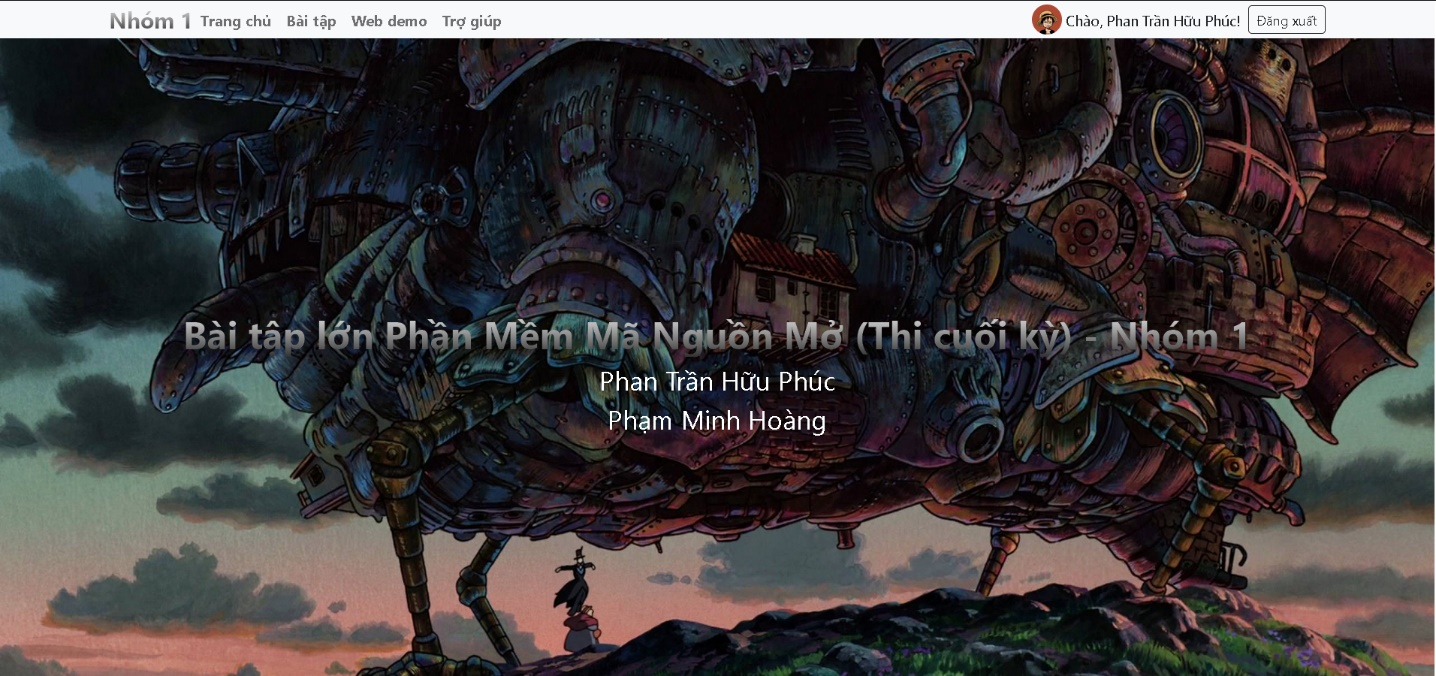 Nhóm 1 Trang chủ Bài tập Web demo Trợ giúp Chào, Phan Trần Hữu Phúc! Đăng xuất
Bài tập lớn Phần Mềm Mã Nguồn Mở (Thi cuối kỳ) - Nhóm 1
Phan Trần Hữu Phúc
Phạm Minh Hoàng